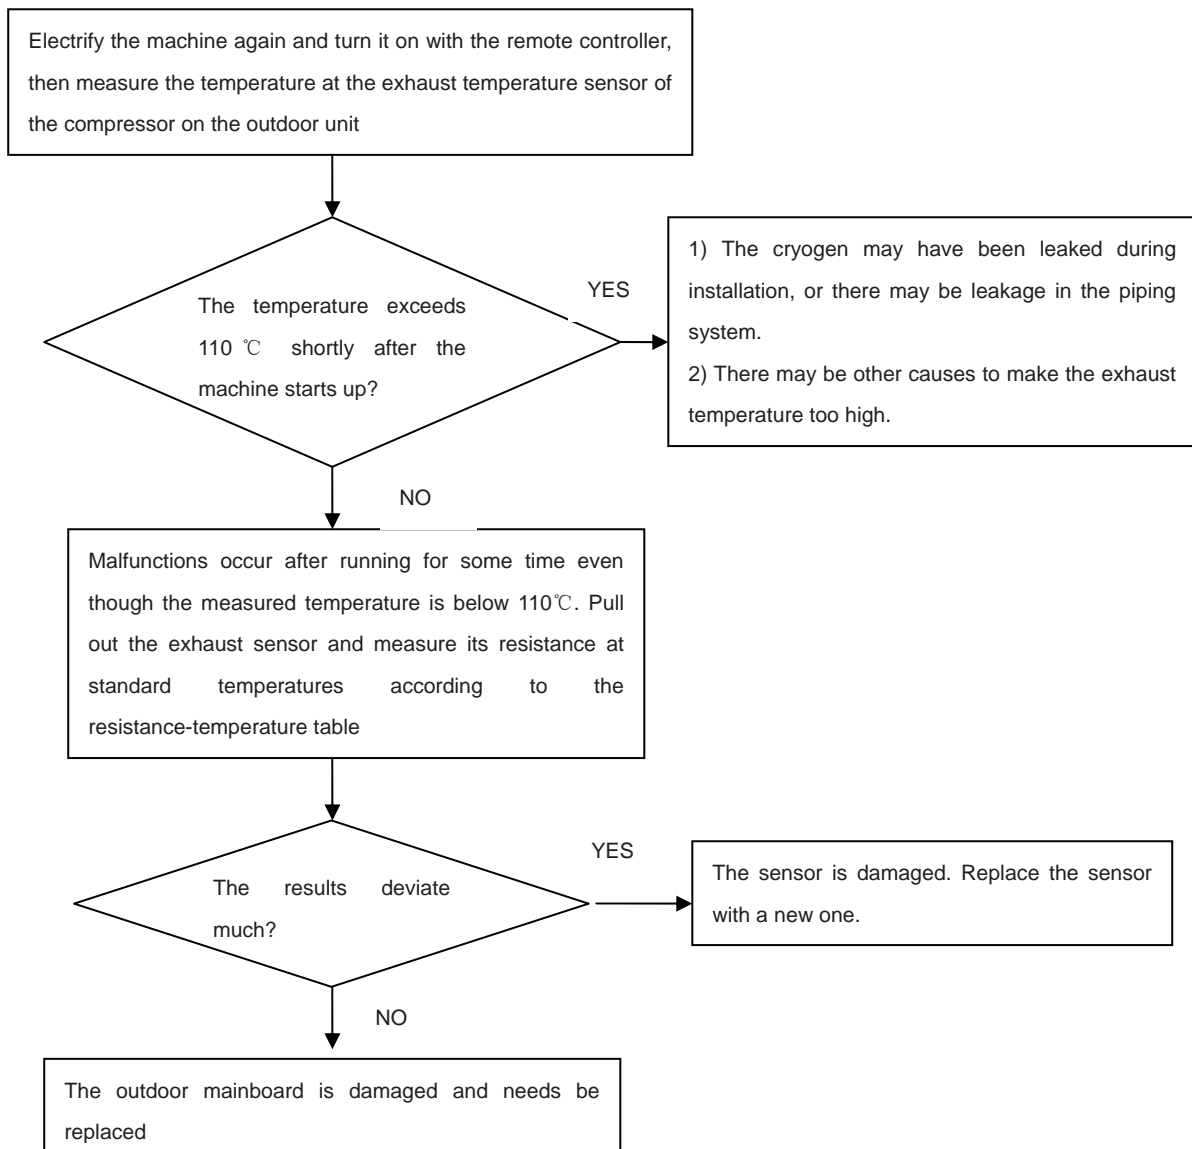 Electrify the machine again and turn it on with the remote controller,
then measure the temperature at the exhaust temperature sensor of
the compressor on the outdoor unit
The temperature exceeds
110 ℃ shortly after the
machine starts up?
YES
1) The cryogen may have been leaked during
installation, or there may be leakage in the piping
system.
2) There may be other causes to make the exhaust
temperature too high.
NO
Malfunctions occur after running for some time even
though the measured temperature is below 110℃. Pull
out the exhaust sensor and measure its resistance at
standard temperatures according to the
resistance-temperature table
The results deviate
much?
YES
The sensor is damaged. Replace the sensor
with a new one.
NO
The outdoor mainboard is damaged and needs be
replaced